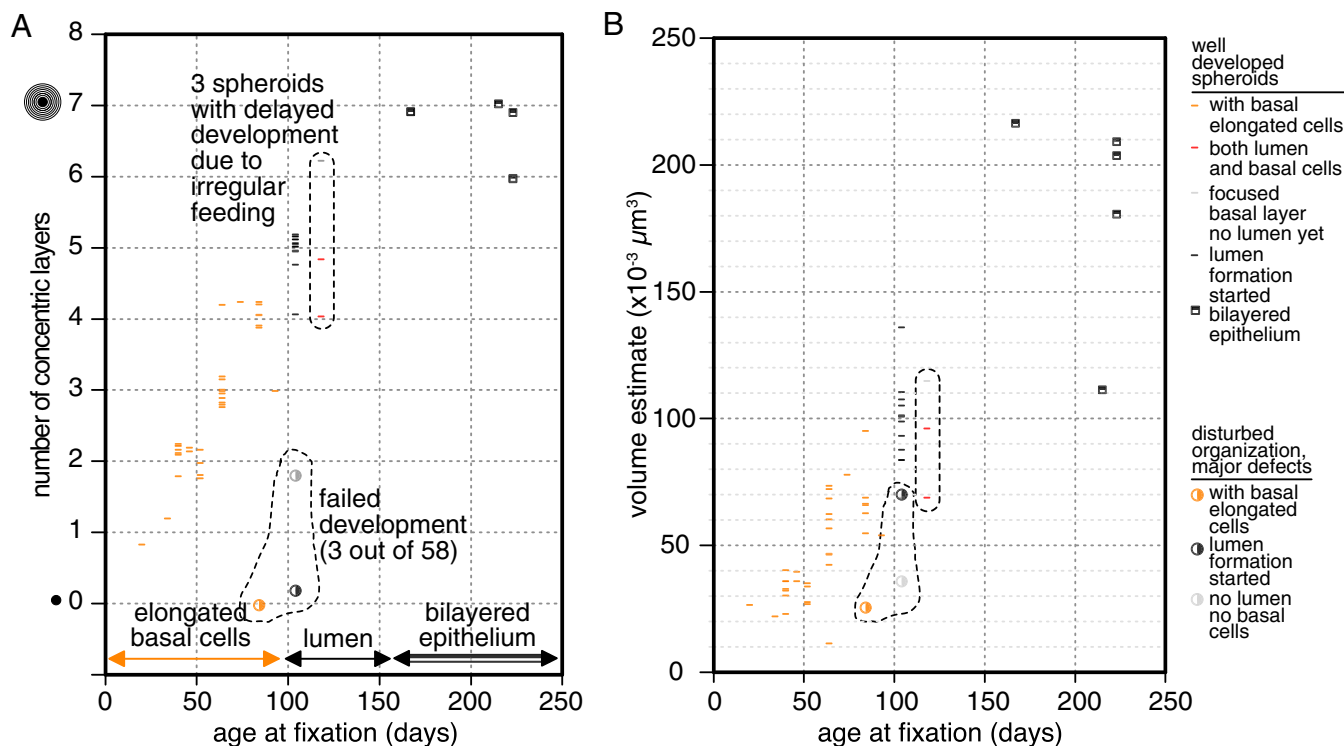 A
8
7
6
5
4
3
2
1
0
number of concentric layers
3 spheroids
with delayed
development
due to
irregular
feeding
failed
development
(3 out of 58)
elongated
basal cells
lumen
bilayered
epithelium
0
50
100
150
200
250
age at fixation (days)
B
250
200
150
100
50
0
volume estimate (x10⁻³ µm³)
0
50
100
150
200
250
age at fixation (days)
well
developed
spheroids
with basal
elongated cells
both lumen
and basal cells
focused
basal layer
no lumen yet
lumen
formation
started
bilayered
epithelium
disturbed
organization,
major defects
with basal
elongated
cells
lumen
formation
started
no lumen
no basal
cells